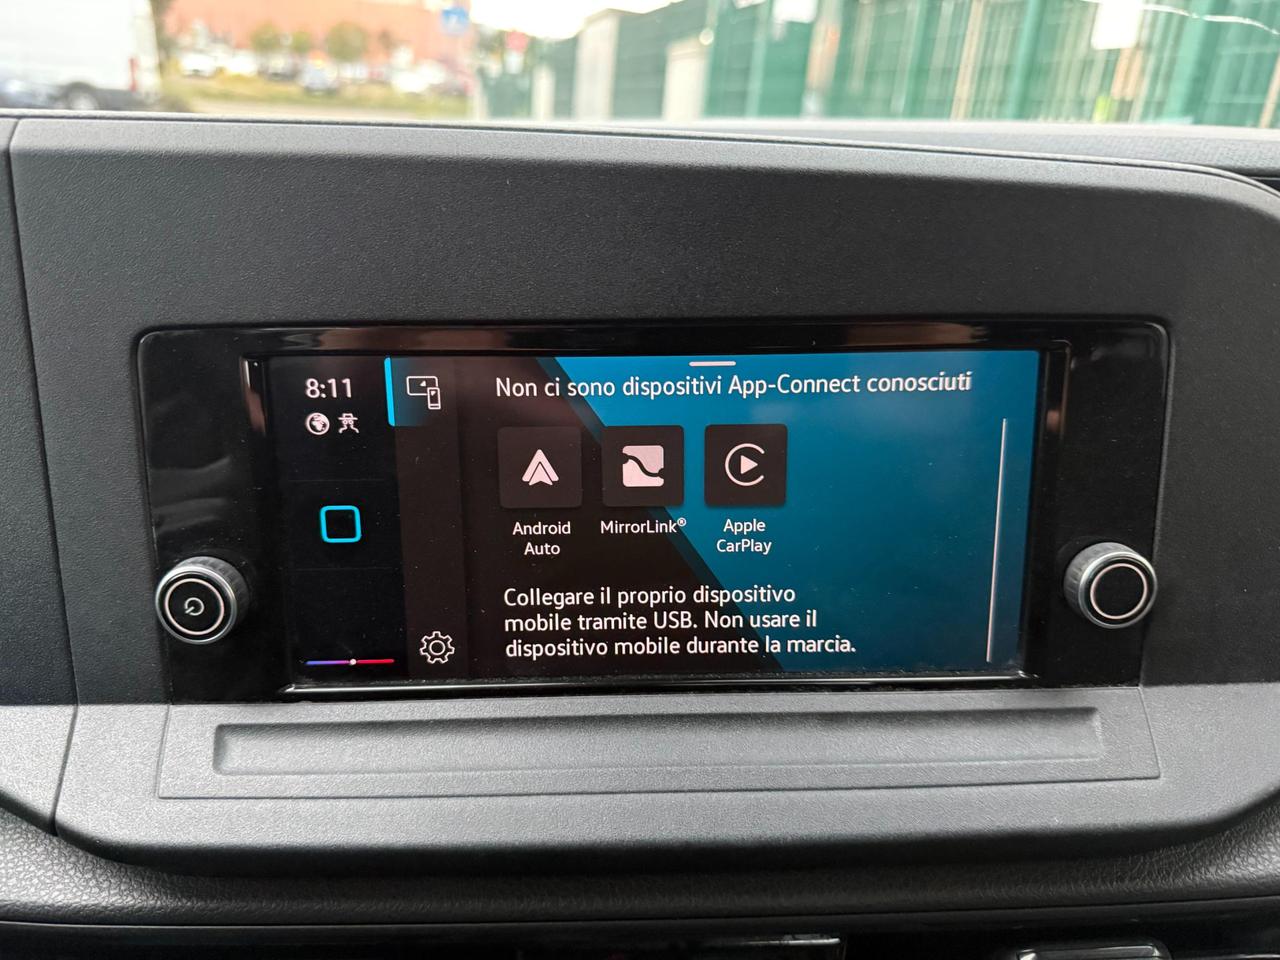 8:11
Non ci sono dispositivi App-Connect conosciuti
Android
Auto
MirrorLink®
Apple
CarPlay
Collegare il proprio dispositivo
mobile tramite USB. Non usare il
dispositivo mobile durante la marcia.